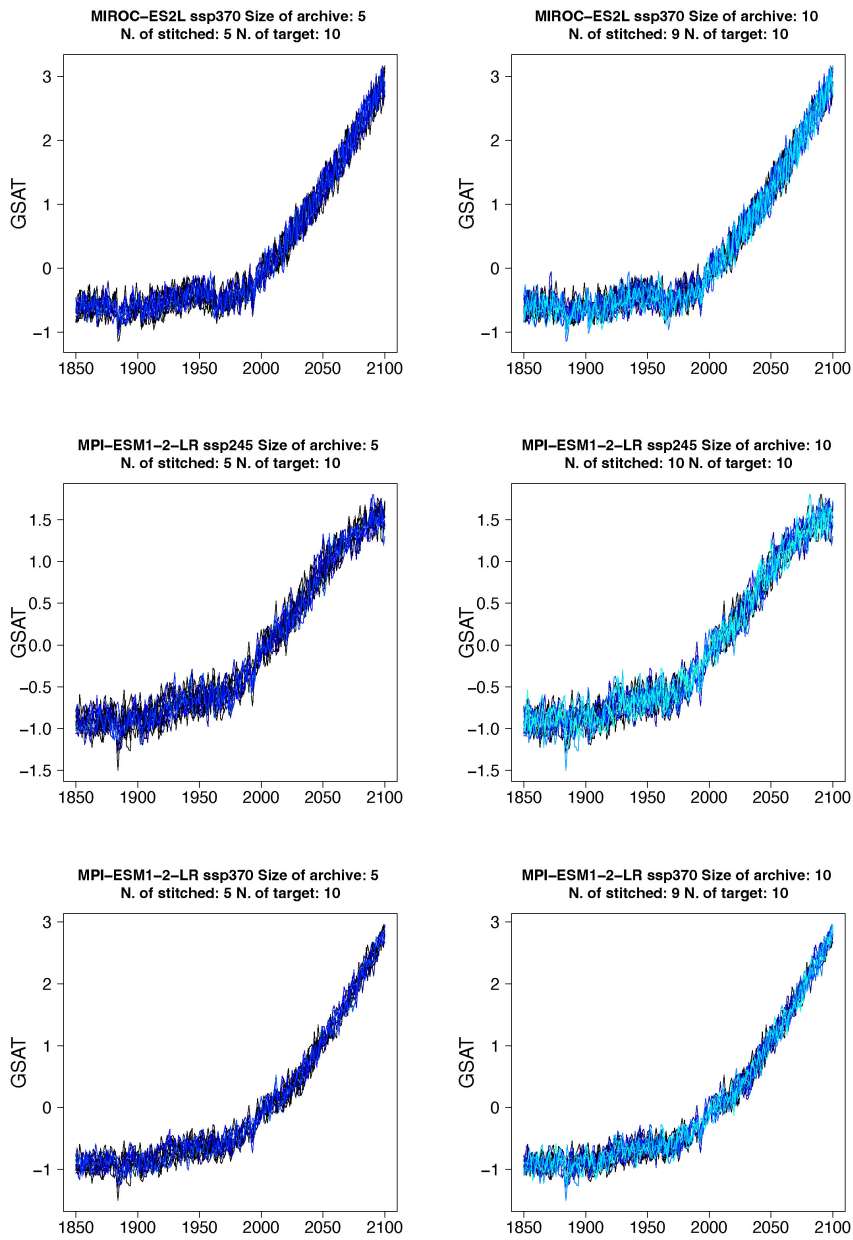 MIROC−ES2L ssp370 Size of archive: 5
N. of stitched: 5 N. of target: 10
3
2
1
0
−1
GSAT
1850 1900 1950 2000 2050 2100
MIROC−ES2L ssp370 Size of archive: 10
N. of stitched: 9 N. of target: 10
3
2
1
0
−1
GSAT
1850 1900 1950 2000 2050 2100
MPI−ESM1−2−LR ssp245 Size of archive: 5
N. of stitched: 5 N. of target: 10
1.5
1.0
0.5
0.0
−0.5
−1.0
−1.5
GSAT
1850 1900 1950 2000 2050 2100
MPI−ESM1−2−LR ssp245 Size of archive: 10
N. of stitched: 10 N. of target: 10
1.5
1.0
0.5
0.0
−0.5
−1.0
−1.5
GSAT
1850 1900 1950 2000 2050 2100
MPI−ESM1−2−LR ssp370 Size of archive: 5
N. of stitched: 5 N. of target: 10
3
2
1
0
−1
GSAT
1850 1900 1950 2000 2050 2100
MPI−ESM1−2−LR ssp370 Size of archive: 10
N. of stitched: 9 N. of target: 10
3
2
1
0
−1
GSAT
1850 1900 1950 2000 2050 2100